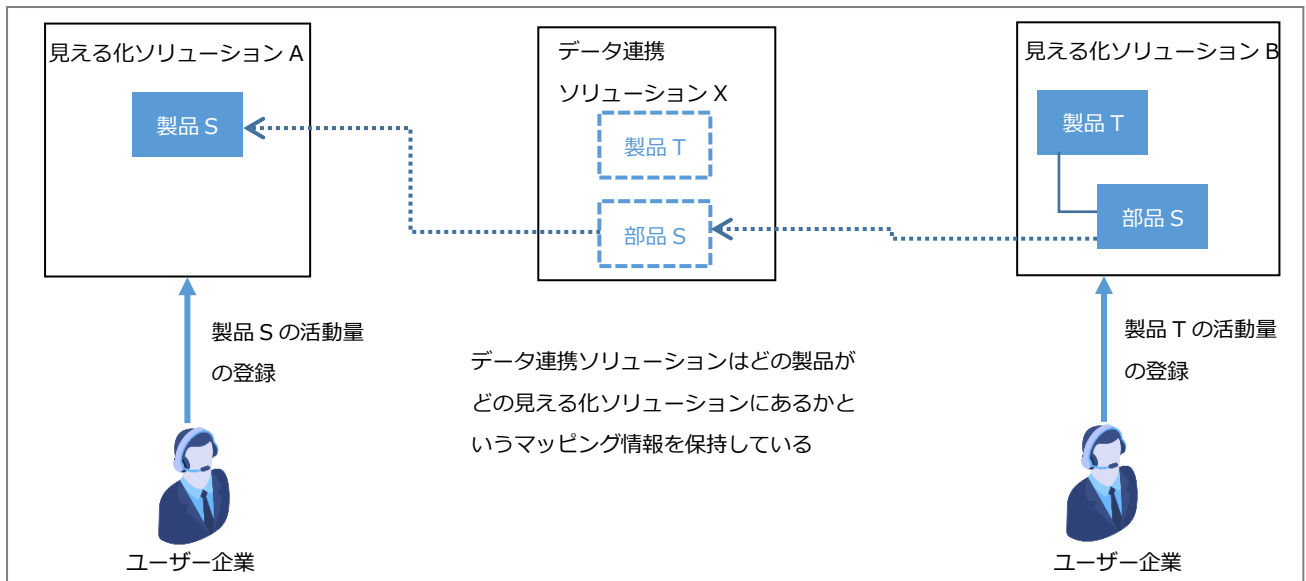 見える化ソリューション A
製品 S
データ連携
ソリューション X
製品 T
部品 S
見える化ソリューション B
製品 T
部品 S
製品 S の活動量
の登録
データ連携ソリューションはどの製品が
どの見える化ソリューションにあるかと
いうマッピング情報を保持している
製品 T の活動量
の登録
ユーザー企業
ユーザー企業